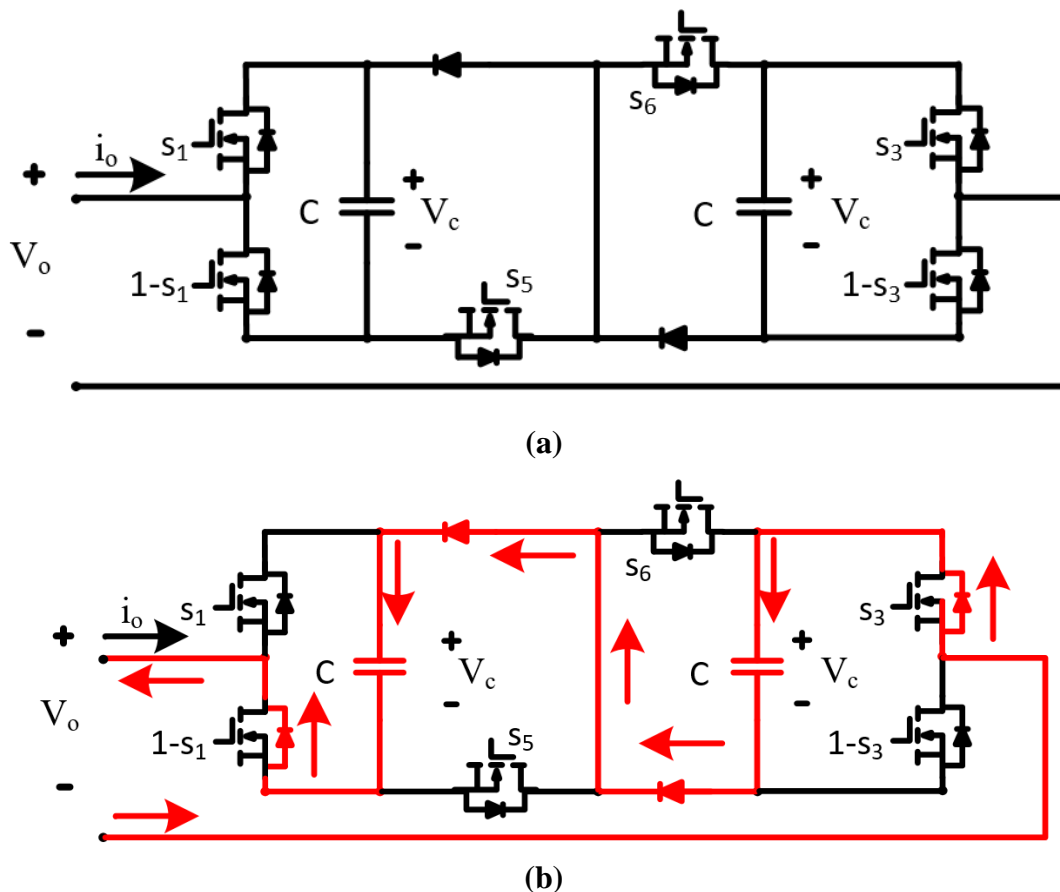 s6
s1
io
+
C
+
Vc
-
C
+
Vc
-
s3
Vo
1-s1
s5
1-s3
-
(a)
s6
s1
io
+
C
+
Vc
-
C
+
Vc
-
s3
Vo
1-s1
s5
1-s3
-
(b)